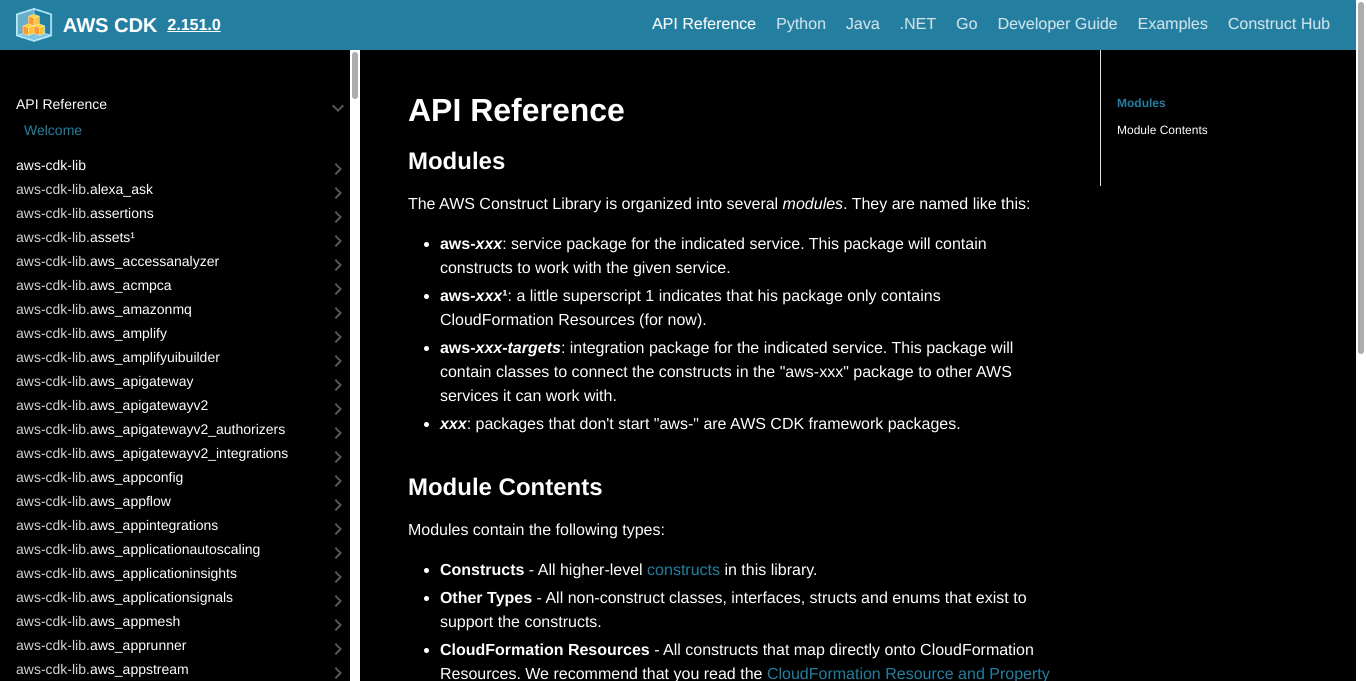 AWS CDK 2.151.0
API Reference Python Java .NET Go Developer Guide Examples Construct Hub
API Reference
Welcome
aws-cdk-lib
aws-cdk-lib.alexa_ask
aws-cdk-lib.assertions
aws-cdk-lib.assets¹
aws-cdk-lib.aws_accessanalyzer
aws-cdk-lib.aws_acmpca
aws-cdk-lib.aws_amazonmq
aws-cdk-lib.aws_amplify
aws-cdk-lib.aws_amplifyuibuilder
aws-cdk-lib.aws_apigateway
aws-cdk-lib.aws_apigatewayv2
aws-cdk-lib.aws_apigatewayv2_authorizers
aws-cdk-lib.aws_apigatewayv2_integrations
aws-cdk-lib.aws_appconfig
aws-cdk-lib.aws_appflow
aws-cdk-lib.aws_appintegrations
aws-cdk-lib.aws_applicationautoscaling
aws-cdk-lib.aws_applicationinsights
aws-cdk-lib.aws_applicationsignals
aws-cdk-lib.aws_appmesh
aws-cdk-lib.aws_apprunner
aws-cdk-lib.aws_appstream
API Reference
Modules
The AWS Construct Library is organized into several modules. They are named like this:
• aws-xxx: service package for the indicated service. This package will contain
constructs to work with the given service.
• aws-xxx¹: a little superscript 1 indicates that his package only contains
CloudFormation Resources (for now).
• aws-xxx-targets: integration package for the indicated service. This package will
contain classes to connect the constructs in the "aws-xxx" package to other AWS
services it can work with.
• xxx: packages that don't start "aws-" are AWS CDK framework packages.
Module Contents
Modules contain the following types:
• Constructs - All higher-level constructs in this library.
• Other Types - All non-construct classes, interfaces, structs and enums that exist to
support the constructs.
• CloudFormation Resources - All constructs that map directly onto CloudFormation
Resources. We recommend that you read the CloudFormation Resource and Property
Modules
Module Contents